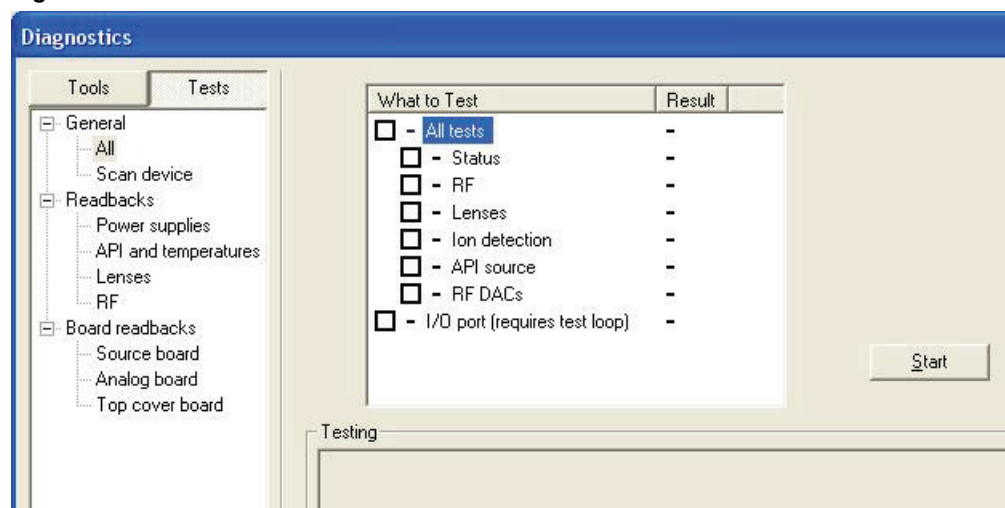 Diagnostics
Tools Tests
General
All
Scan device
Readbacks
Power supplies
API and temperatures
Lenses
RF
Board readbacks
Source board
Analog board
Top cover board
What to Test Result
- All tests -
- Status -
- RF -
- Lenses -
- Ion detection -
- API source -
- RF DACs -
- I/O port (requires test loop) -
Start
Testing